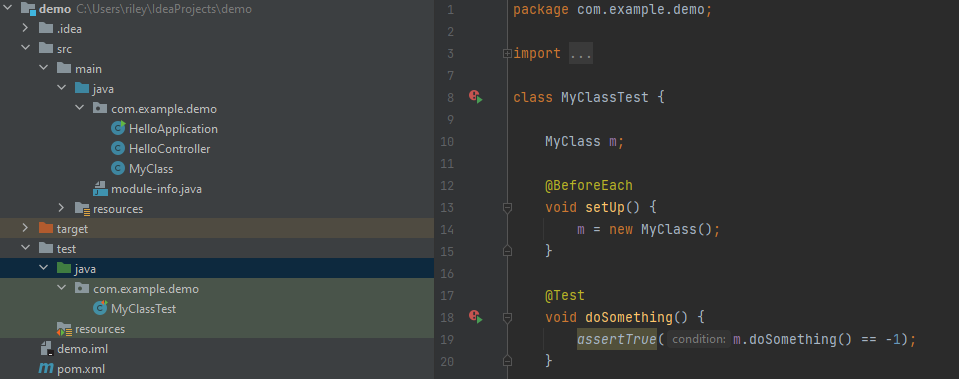 demo C:\Users\riley\IdeaProjects\demo
.idea
src
main
java
com.example.demo
HelloApplication
HelloController
MyClass
module-info.java
resources
target
test
java
com.example.demo
MyClassTest
resources
demo.iml
pom.xml
1 package com.example.demo;
2
3 import ...
7
8 class MyClassTest {
9
10 MyClass m;
11
12 @BeforeEach
13 void setUp() {
14 m = new MyClass();
15 }
16
17 @Test
18 void doSomething() {
19 assertTrue( condition: m.doSomething() == -1);
20 }